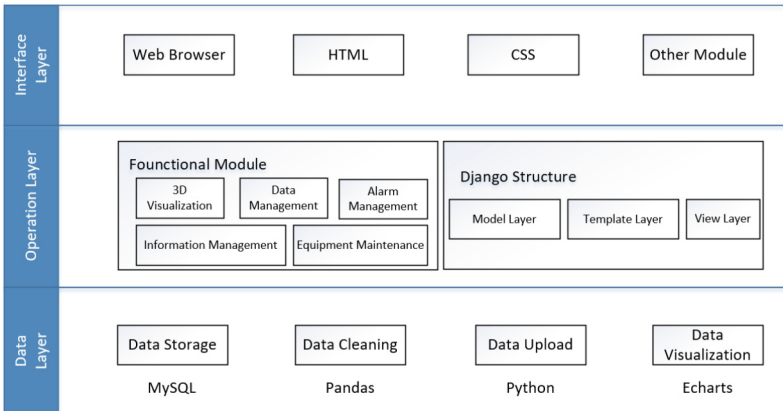 Interface
Layer
Web Browser
HTML
CSS
Other Module
Operation Layer
Founctional Module
3D
Visualization
Data
Management
Alarm
Management
Information Management
Equipment Maintenance
Django Structure
Model Layer
Template Layer
View Layer
Data
Layer
Data Storage
Data Cleaning
Data Upload
Data
Visualization
MySQL
Pandas
Python
Echarts